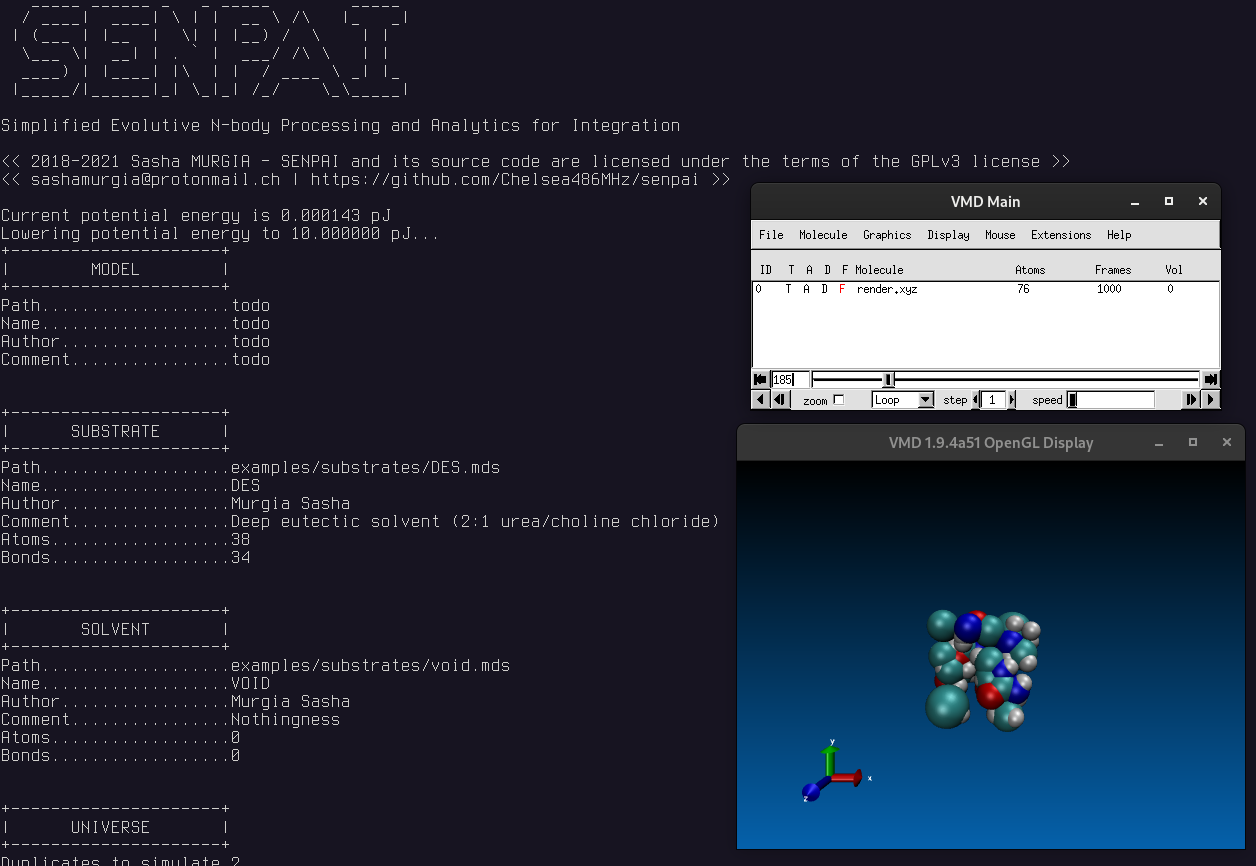 SENPAI
Simplified Evolutive N-body Processing and Analytics for Integration
<< 2018-2021 Sasha MURGIA - SENPAI and its source code are licensed under the terms of the GPLv3 license >>
<< sashamurgia@protonmail.ch | https://github.com/Chelsea486MHz/senpai >>
Current potential energy is 0.000143 pJ
Lowering potential energy to 10.000000 pJ...
+---------------------+
| MODEL |
+---------------------+
Path...................todo
Name...................todo
Author.................todo
Comment................todo
+---------------------+
| SUBSTRATE |
+---------------------+
Path...................examples/substrates/DES.mds
Name...................DES
Author.................Murgia Sasha
Comment................Deep eutectic solvent (2:1 urea/choline chloride)
Atoms..................38
Bonds..................34
+---------------------+
| SOLVENT |
+---------------------+
Path...................examples/substrates/void.mds
Name...................VOID
Author.................Murgia Sasha
Comment................Nothingness
Atoms..................0
Bonds..................0
+---------------------+
| UNIVERSE |
+---------------------+
Duplicates to simulate 2
VMD Main
File Molecule Graphics Display Mouse Extensions Help
ID T A D F Molecule Atoms Frames Vol
0 T A D F render.xyz 76 1000 0
185
zoom Loop step 1 speed
VMD 1.9.4a51 OpenGL Display
y
x
z